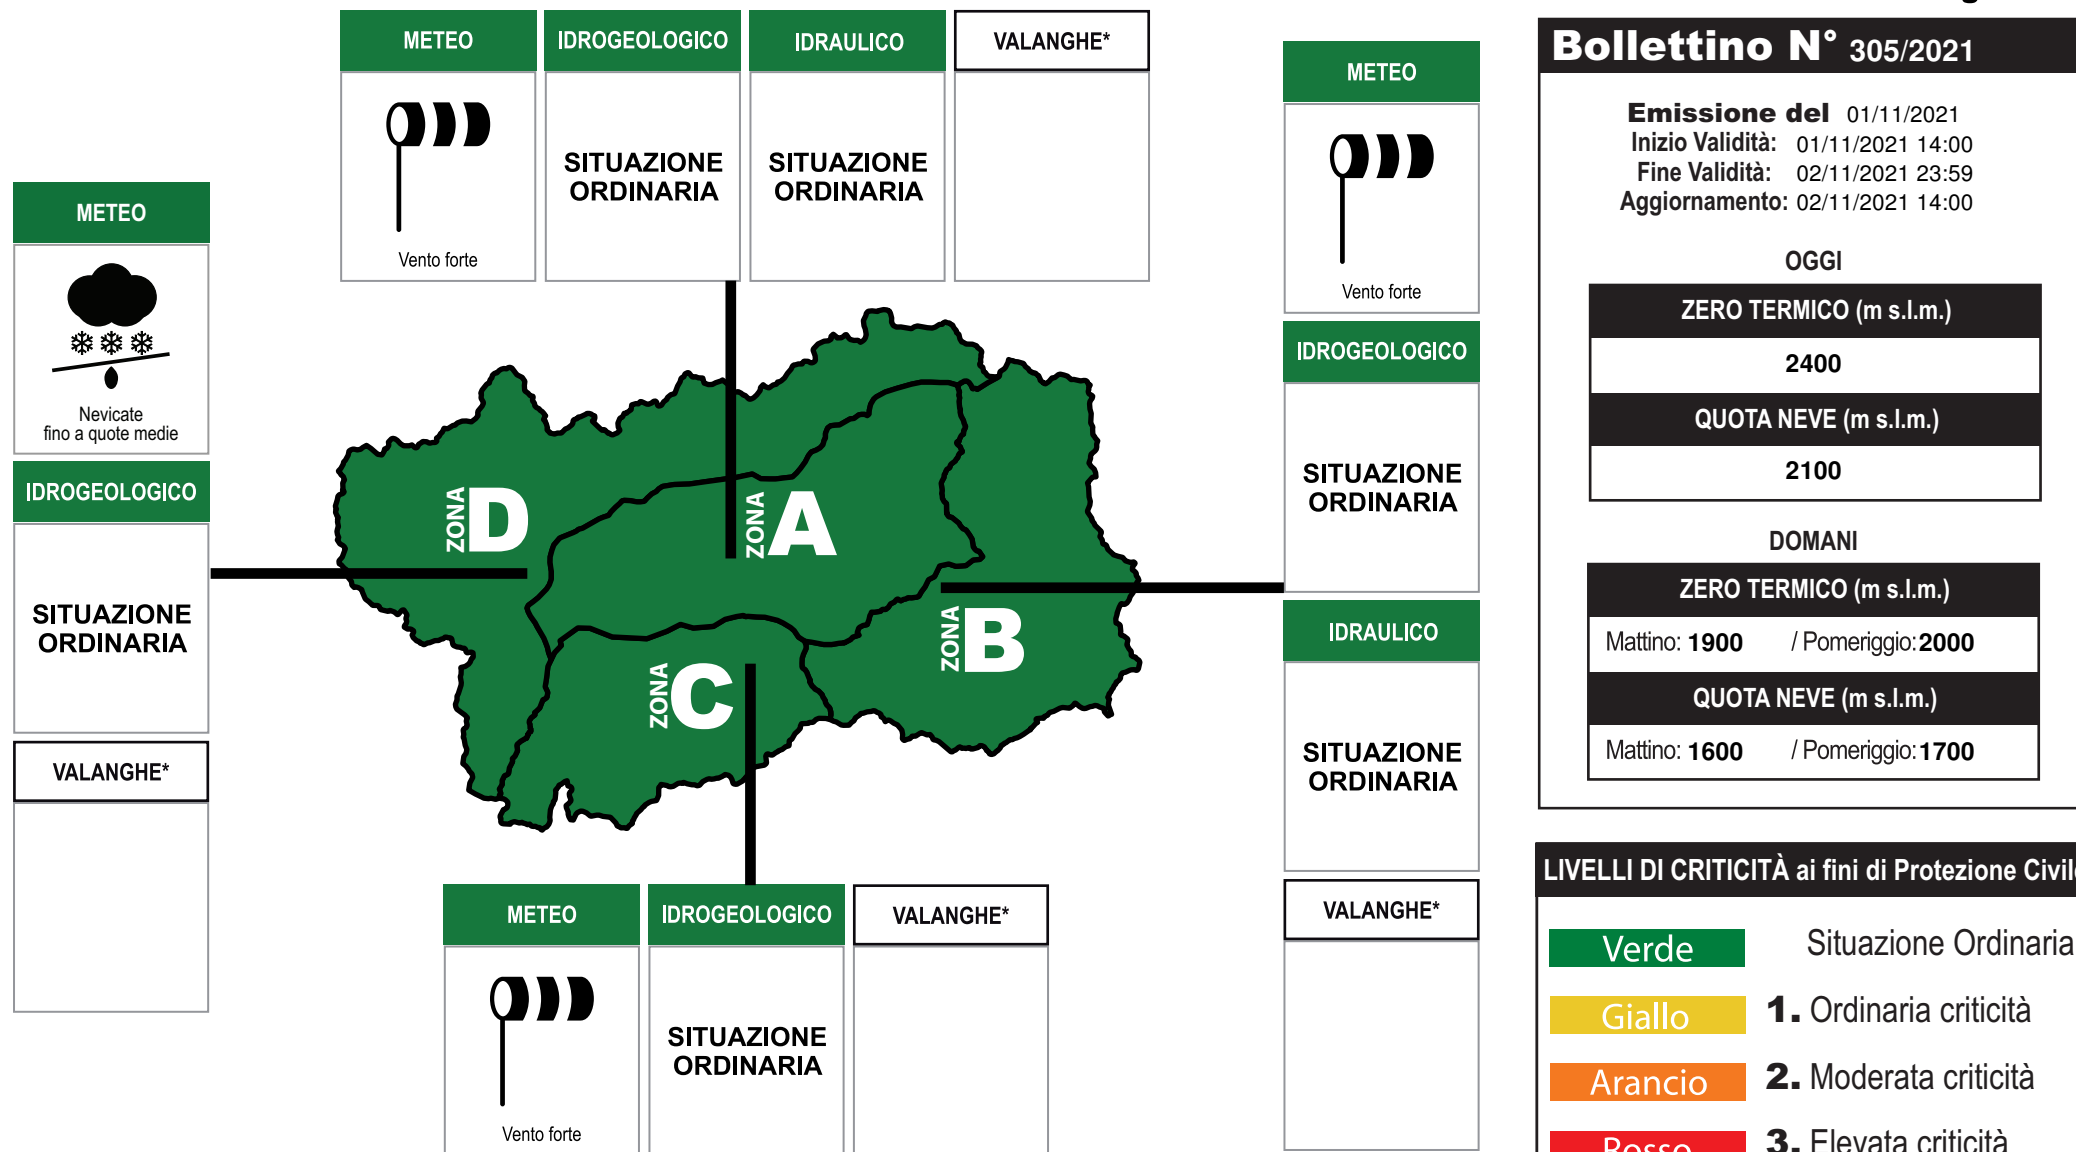 METEO
IDROGEOLOGICO
IDRAULICO
VALANGHE*
Vento forte
SITUAZIONE
ORDINARIA
SITUAZIONE
ORDINARIA
METEO
Nevicate
fino a quote medie
IDROGEOLOGICO
SITUAZIONE
ORDINARIA
VALANGHE*
ZONA D
ZONA A
ZONA B
ZONA C
METEO
Vento forte
IDROGEOLOGICO
SITUAZIONE
ORDINARIA
IDRAULICO
SITUAZIONE
ORDINARIA
VALANGHE*
METEO
IDROGEOLOGICO
VALANGHE*
Vento forte
SITUAZIONE
ORDINARIA
Bollettino N° 305/2021
Emissione del 01/11/2021
Inizio Validità: 01/11/2021 14:00
Fine Validità: 02/11/2021 23:59
Aggiornamento: 02/11/2021 14:00
OGGI
ZERO TERMICO (m s.l.m.)
2400
QUOTA NEVE (m s.l.m.)
2100
DOMANI
ZERO TERMICO (m s.l.m.)
Mattino: 1900 / Pomeriggio: 2000
QUOTA NEVE (m s.l.m.)
Mattino: 1600 / Pomeriggio: 1700
LIVELLI DI CRITICITÀ ai fini di Protezione Civile
Verde Situazione Ordinaria
Giallo 1. Ordinaria criticità
Arancio 2. Moderata criticità
Rosso 3. Elevata criticità